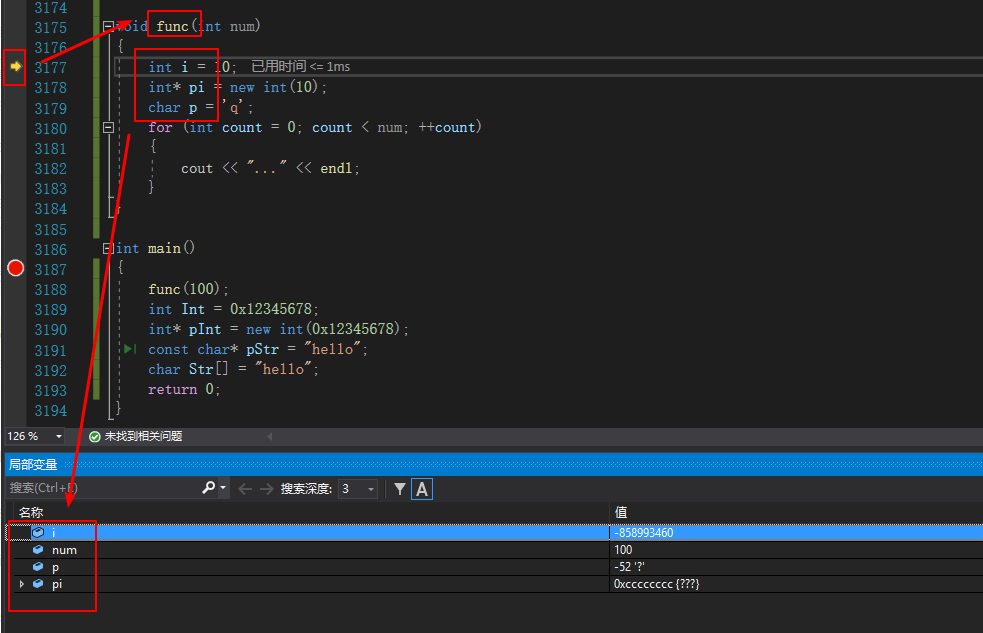 3174
3175 void func(int num)
3176 {
3177 int i = 10; 已用时间 <= 1ms
3178 int* pi = new int(10);
3179 char p = 'q';
3180 for (int count = 0; count < num; ++count)
3181 {
3182 cout << "..." << endl;
3183 }
3184 }
3185
3186 int main()
3187 {
3188 func(100);
3189 int Int = 0x12345678;
3190 int* pInt = new int(0x12345678);
3191 const char* pStr = "hello";
3192 char Str[] = "hello";
3193 return 0;
3194 }
126 % 未找到相关问题
局部变量
搜索(Ctrl+E) 搜索深度: 3 A
名称 值
i -858993460
num 100
p -52 '?'
pi 0xcccccccc {???}